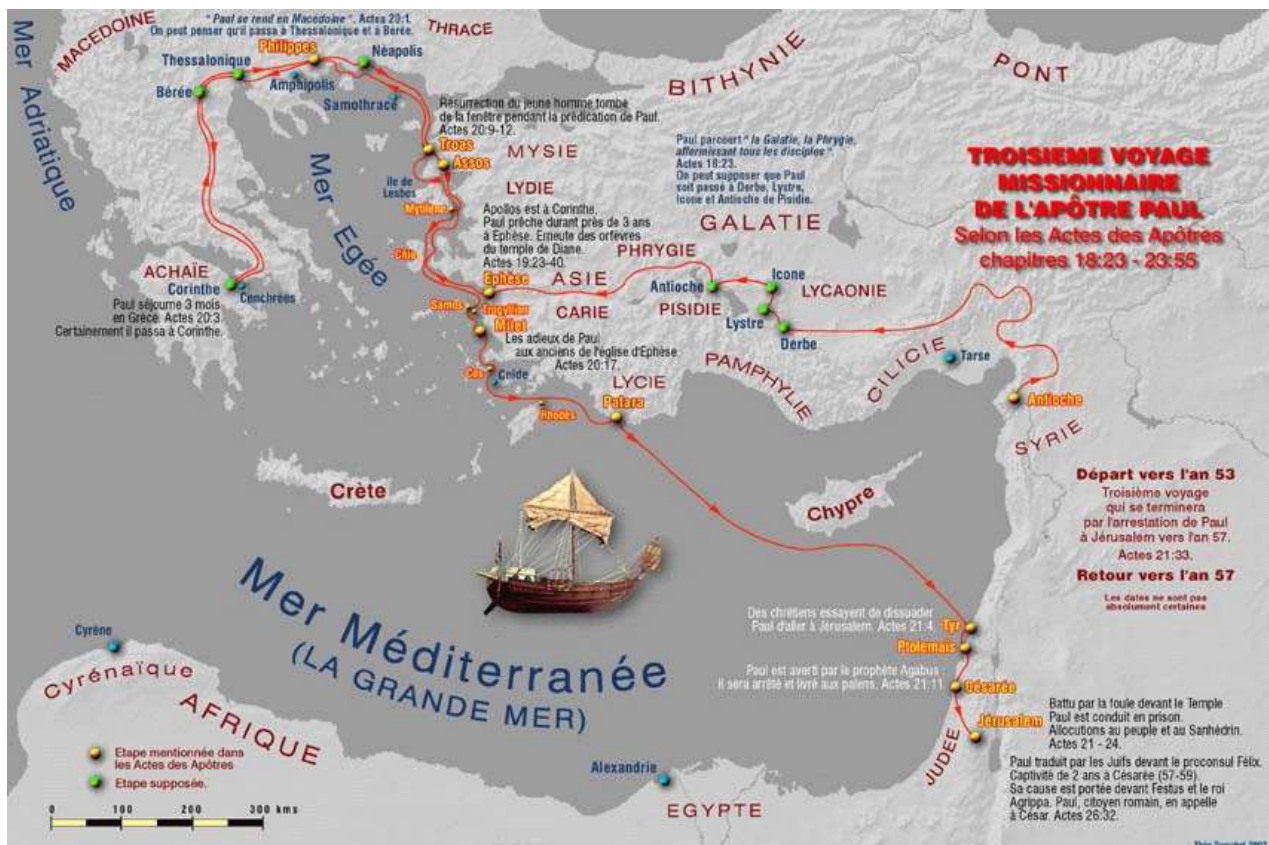 MACEDOINE
" Paul se rend en Macédoine ". Actes 20:1.
On peut penser qu'il passa à Thessalonique et à Bérée.
THRACE
Mer Adriatique
Philippes
Néapolis
Thessalonique
Amphipolis
Bérée
Samothrace
BITHYNIE
PONT
Résurrection du jeune homme tombé
de la fenêtre pendant la prédication de Paul.
Actes 20:9-12.
Troas
Assos
MYSIE
Mer Egée
île de
Lesbos
LYDIE
Mytilène
Paul parcourt " la Galatie, la Phrygie,
affermissant tous les disciples ".
Actes 18:23.
On peut supposer que Paul
soit passé à Derbe, Lystre,
Icone et Antioche de Pisidie.
TROISIEME VOYAGE
MISSIONNAIRE
DE L'APÔTRE PAUL
Selon les Actes des Apôtres
chapitres 18:23 - 23:55
Apollos est à Corinthe.
Paul prêche durant près de 3 ans
à Ephèse. Emeute des orfèvres
du temple de Diane.
Actes 19:23-40.
Chio
GALATIE
PHRYGIE
ACHAÏE
Corinthe
Cenchrées
Paul séjourne 3 mois
en Grèce. Actes 20:3.
Certainement il passa à Corinthe.
Ephèse
ASIE
Antioche
Icone
LYCAONIE
Samos
Trogyllion
CARIE
PISIDIE
Lystre
Milet
Derbe
Les adieux de Paul
aux anciens de l'église d'Ephèse.
Actes 20:17.
Cos
Cnide
LYCIE
PAMPHYLIE
CILICIE
Tarse
Rhodes
Patara
Antioche
SYRIE
Crète
Chypre
Départ vers l'an 53
Troisième voyage
qui se terminera
par l'arrestation de Paul
à Jérusalem vers l'an 57.
Actes 21:33.
Retour vers l'an 57
Les dates ne sont pas
absolument certaines
Mer Méditerranée
(LA GRANDE MER)
Des chrétiens essayent de dissuader
Paul d'aller à Jérusalem. Actes 21:4.
Tyr
Ptolemaïs
Paul est averti par le prophète Agabus :
il sera arrêté et livré aux païens. Actes 21:11
Césarée
Jérusalem
JUDEE
Battu par la foule devant le Temple
Paul est conduit en prison.
Allocutions au peuple et au Sanhédrin.
Actes 21 - 24.
Paul traduit par les Juifs devant le proconsul Félix.
Captivité de 2 ans à Césarée (57-59).
Sa cause est portée devant Festus et le roi
Agrippa. Paul, citoyen romain, en appelle
à César. Actes 26:32.
Cyrène
Cyrénaïque
AFRIQUE
Alexandrie
EGYPTE
Etape mentionnée dans
les Actes des Apôtres
Etape supposée.
0 100 200 300 kms